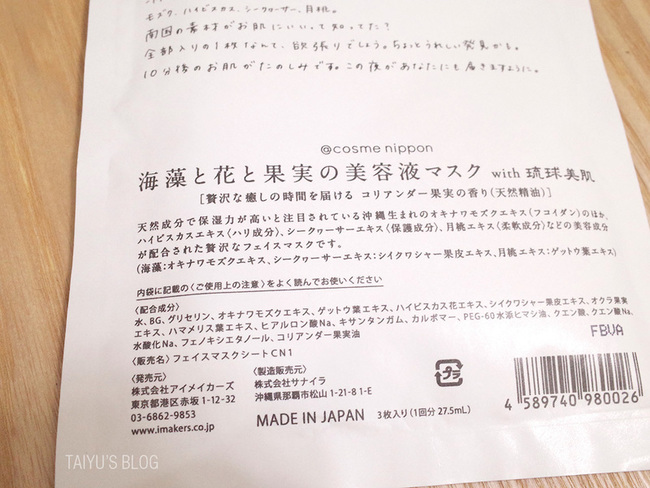 モズク、ハイビスカス、シークヮーサー、月桃。
南国の素材がお肌にいいって知ってた?
全部入りの1枚なんて、欲張りでしょう。ちょっとうれしい発見かも。
10分後のお肌がたのしみです。この夜があなたにも届きますように。
@cosme nippon
海藻と花と果実の美容液マスク with 琉球美肌
[贅沢な癒しの時間を届ける コリアンダー果実の香り(天然精油)]
天然成分で保湿力が高いと注目されている沖縄生まれのオキナワモズクエキス(フコイダン)のほか、
ハイビスカスエキス〈ハリ成分〉、シークヮーサーエキス〈保護成分〉、月桃エキス〈柔軟成分〉などの美容成分
が配合された贅沢なフェイスマスクです。
(海藻:オキナワモズクエキス、シークヮーサーエキス:シイクワシャー果皮エキス、月桃エキス:ゲットウ葉エキス)
内袋に記載の〈ご使用上の注意〉をよく読んでお使いください
〈配合成分〉
水、BG、グリセリン、オキナワモズクエキス、ゲットウ葉エキス、ハイビスカス花エキス、シイクワシャー果皮エキス、オクラ果実
エキス、ハマメリス葉エキス、ヒアルロン酸Na、キサンタンガム、カルボマー、PEG-60水添ヒマシ油、クエン酸、クエン酸Na、
水酸化Na、フェノキシエタノール、コリアンダー果実油
〈販売名〉フェイスマスクシートCN1
FBVA
〈発売元〉
株式会社アイメイカーズ
東京都港区赤坂 1-12-32
03-6862-9853
www.imakers.co.jp
〈製造販売元〉
株式会社サナイラ
沖縄県那覇市松山 1-21-8 1-E
MADE IN JAPAN
プラ
3枚入り(1回分 27.5mL)
4 589740 980026
TAIYU'S BLOG